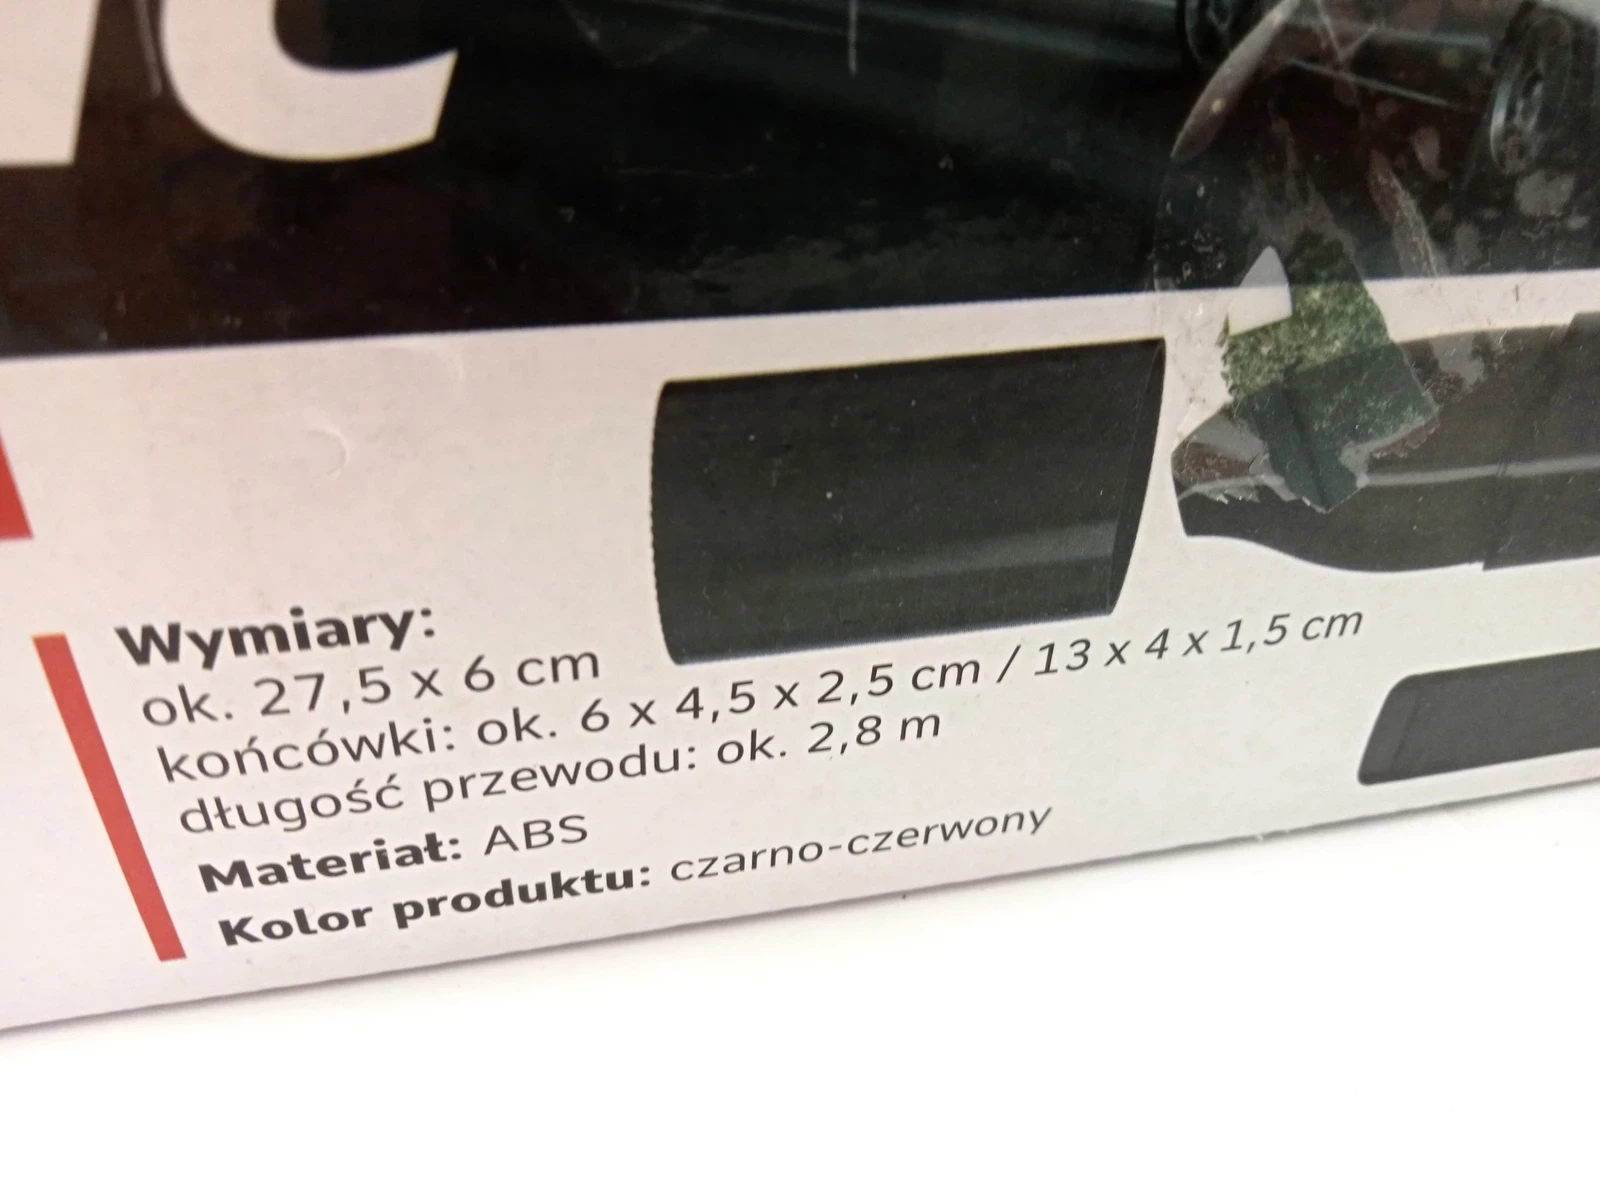 Wymiary:
ok. 27,5 x 6 cm
końcówki: ok. 6 x 4,5 x 2,5 cm / 13 x 4 x 1,5 cm
długość przewodu: ok. 2,8 m
Materiał: ABS
Kolor produktu: czarno-czerwony